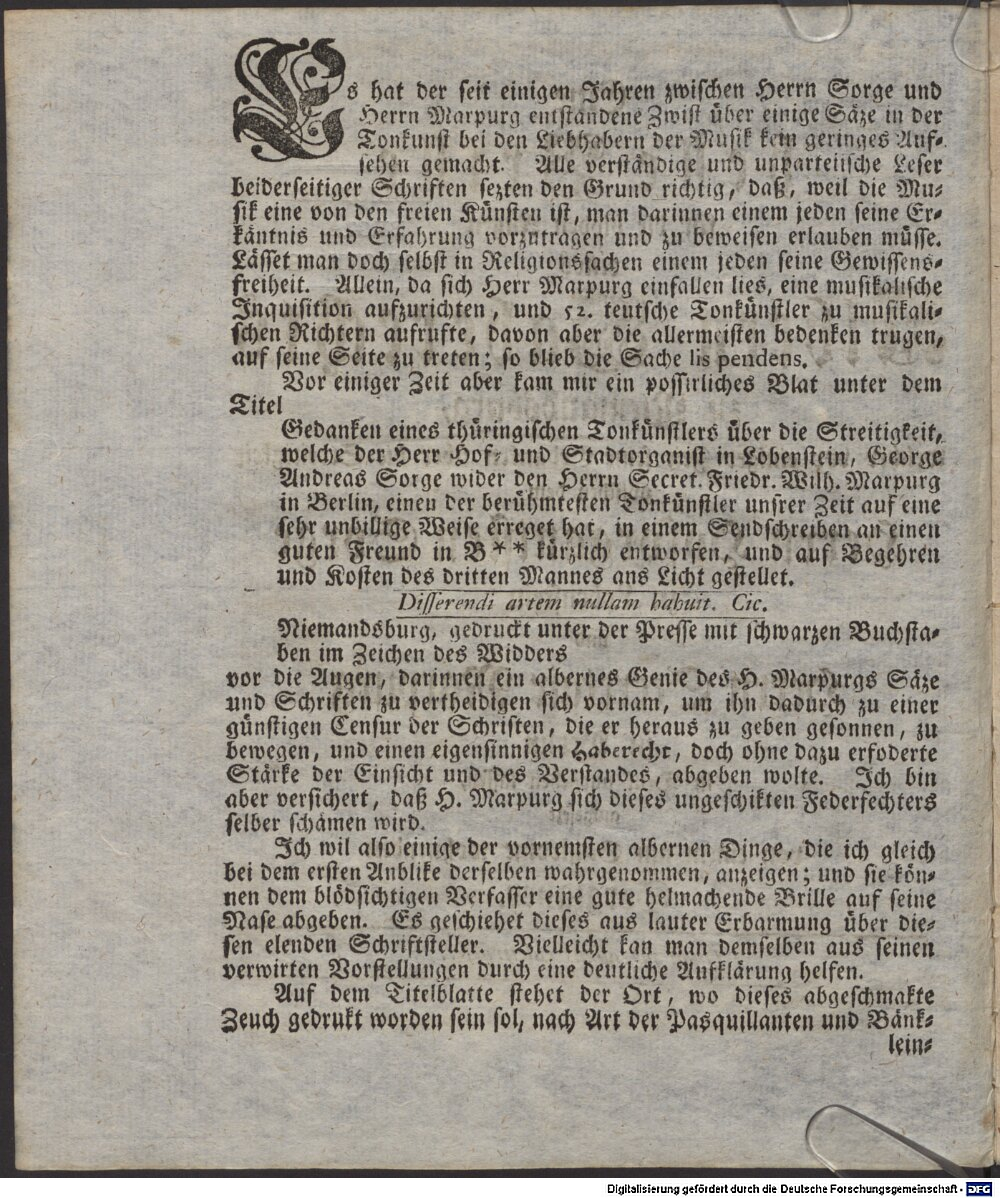 Es hat der seit einigen Jahren zwischen Herrn Sorge und
Herrn Marpurg entstandene Zwist über einige Säze in der
Tonkunst bei den Liebhabern der Musik kein geringes Auf-
sehen gemacht. Alle verständige und unparteiische Leser
beiderseitiger Schriften sezten den Grund richtig, daß, weil die Mu-
sik eine von den freien Künsten ist, man darinnen einem jeden seine Er-
käntnis und Erfahrung vorzutragen und zu beweisen erlauben müsse.
Lässet man doch selbst in Religionssachen einem jeden seine Gewissens-
freiheit. Allein, da sich Herr Marpurg einfallen lies, eine musikalische
Inquisition aufzurichten, und 52. teutsche Tonkünstler zu musikali-
schen Richtern aufrufte, davon aber die allermeisten bedenken trugen,
auf seine Seite zu treten; so blieb die Sache lis pendens.
Vor einiger Zeit aber kam mir ein possirliches Blat unter dem
Titel
Gedanken eines thüringischen Tonkünstlers über die Streitigkeit,
welche der Herr Hof- und Stadtorganist in Lobenstein, George
Andreas Sorge wider den Herrn Secret. Friedr. Wilh. Marpurg
in Berlin, einen der berühmtesten Tonkünstler unsrer Zeit auf eine
sehr unbillige Weise erreget hat, in einem Sendschreiben an einen
guten Freund in B** kürzlich entworfen, und auf Begehren
und Kosten des dritten Mannes ans Licht gestellet.
Disserendi artem nullam habuit. Cic.
Niemandsburg, gedruckt unter der Presse mit schwarzen Buchsta-
ben im Zeichen des Widders
vor die Augen, darinnen ein albernes Genie des H. Marpurgs Säze
und Schriften zu vertheidigen sich vornam, um ihn dadurch zu einer
günstigen Censur der Schriften, die er heraus zu geben gesonnen, zu
bewegen, und einen eigensinnigen Haberecht, doch ohne dazu erfoderte
Stärke der Einsicht und des Verstandes, abgeben wolte. Ich bin
aber versichert, daß H. Marpurg sich dieses ungeschikten Federfechters
selber schämen wird.
Ich wil also einige der vornemsten albernen Dinge, die ich gleich
bei dem ersten Anblike derselben wahrgenommen, anzeigen; und sie kön-
nen dem blödsichtigen Verfasser eine gute helmachende Brille auf seine
Nase abgeben. Es geschiehet dieses aus lauter Erbarmung über die-
sen elenden Schriftsteller. Vielleicht kan man demselben aus seinen
verwirten Vorstellungen durch eine deutliche Aufklärung helfen.
Auf dem Titelblatte stehet der Ort, wo dieses abgeschmakte
Zeuch gedrukt worden sein sol, nach Art der Pasquillanten und Bänk-
lein-
Digitalisierung gefördert durch die Deutsche Forschungsgemeinschaft - DFG